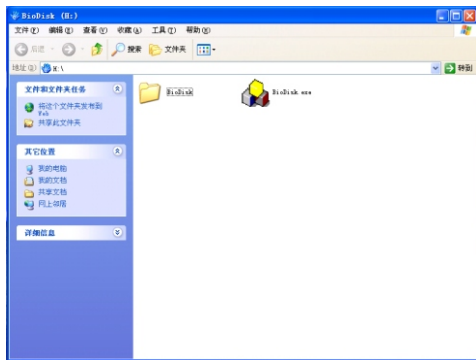 BioDisk (H:)
文件(F) 编辑(E) 查看(V) 收藏(A) 工具(T) 帮助(H)
后退 搜索 文件夹
地址(D) H:\ 转到
文件和文件夹任务
将这个文件夹发布到
Web
共享此文件夹
其它位置
我的电脑
我的文档
共享文档
网上邻居
详细信息
BioDisk
BioDisk.exe